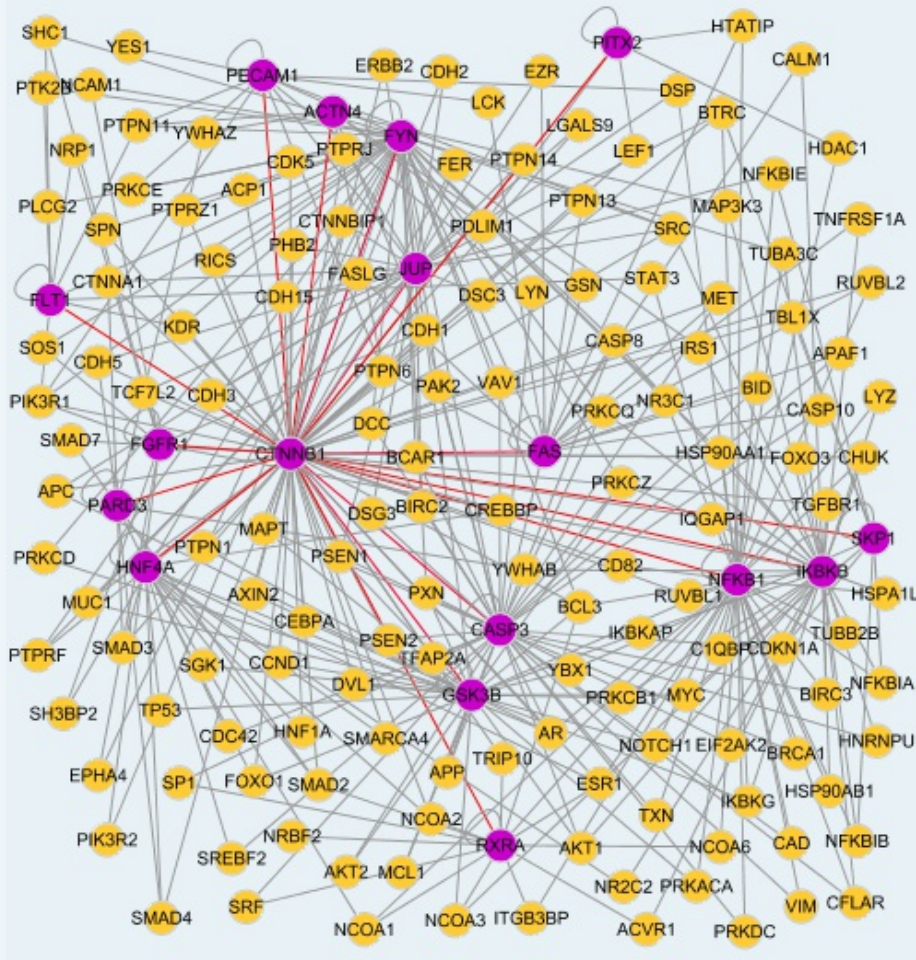 SHC1
YES1
PITX2
HTATIP
PECAM1
ERBB2
CDH2
EZR
CALM1
PTK2B
NCAM1
LCK
DSP
ACTN4
BTRC
PTPN11
YWHAZ
FYN
LGALS9
NRP1
CDK5
PTPRJ
FER
PTPN14
LEF1
HDAC1
NFKBIE
PRKCE
ACP1
PTPN13
MAP3K3
PLCG2
PTPRZ1
CTNNBIP1
TNFRSF1A
SPN
PDLIM1
SRC
RICS
PHB2
TUBA3C
FASLG
JUP
CTNNA1
DSC3
LYN
GSN
STAT3
RUVBL2
FLT1
CDH15
MET
KDR
CDH1
TBL1X
SOS1
CASP8
IRS1
APAF1
CDH5
PTPN6
PAK2
VAV1
BID
TCF7L2
CDH3
LYZ
PIK3R1
PRKCQ
NR3C1
CASP10
DCC
SMAD7
FGFR1
CTNNB1
BCAR1
FAS
HSP90AA1
FOXO3
CHUK
APC
PRKCZ
PARD3
DSG3
BIRC2
CREBBP
TGFBR1
IQGAP1
MAPT
SKP1
PRKCD
PTPN1
PSEN1
HNF4A
YWHAB
CD82
NFKB1
IKBKB
MUC1
AXIN2
PXN
RUVBL1
HSPA1L
BCL3
CEBPA
CASP3
IKBKAP
TUBB2B
PTPRF
SMAD3
PSEN2
C1QBP
CDKN1A
SGK1
CCND1
TFAP2A
YBX1
NFKBIA
DVL1
GSK3B
PRKCB1
MYC
BIRC3
SH3BP2
TP53
CDC42
HNF1A
SMARCA4
AR
NOTCH1
EIF2AK2
HNRNPU
BRCA1
EPHA4
SP1
FOXO1
SMAD2
APP
TRIP10
ESR1
HSP90AB1
IKBKG
TXN
NCOA2
PIK3R2
NRBF2
RXRA
AKT1
NCOA6
CAD
NFKBIB
SREBF2
AKT2
MCL1
NR2C2
PRKACA
SRF
VIM
CFLAR
SMAD4
NCOA1
NCOA3
ITGB3BP
ACVR1
PRKDC